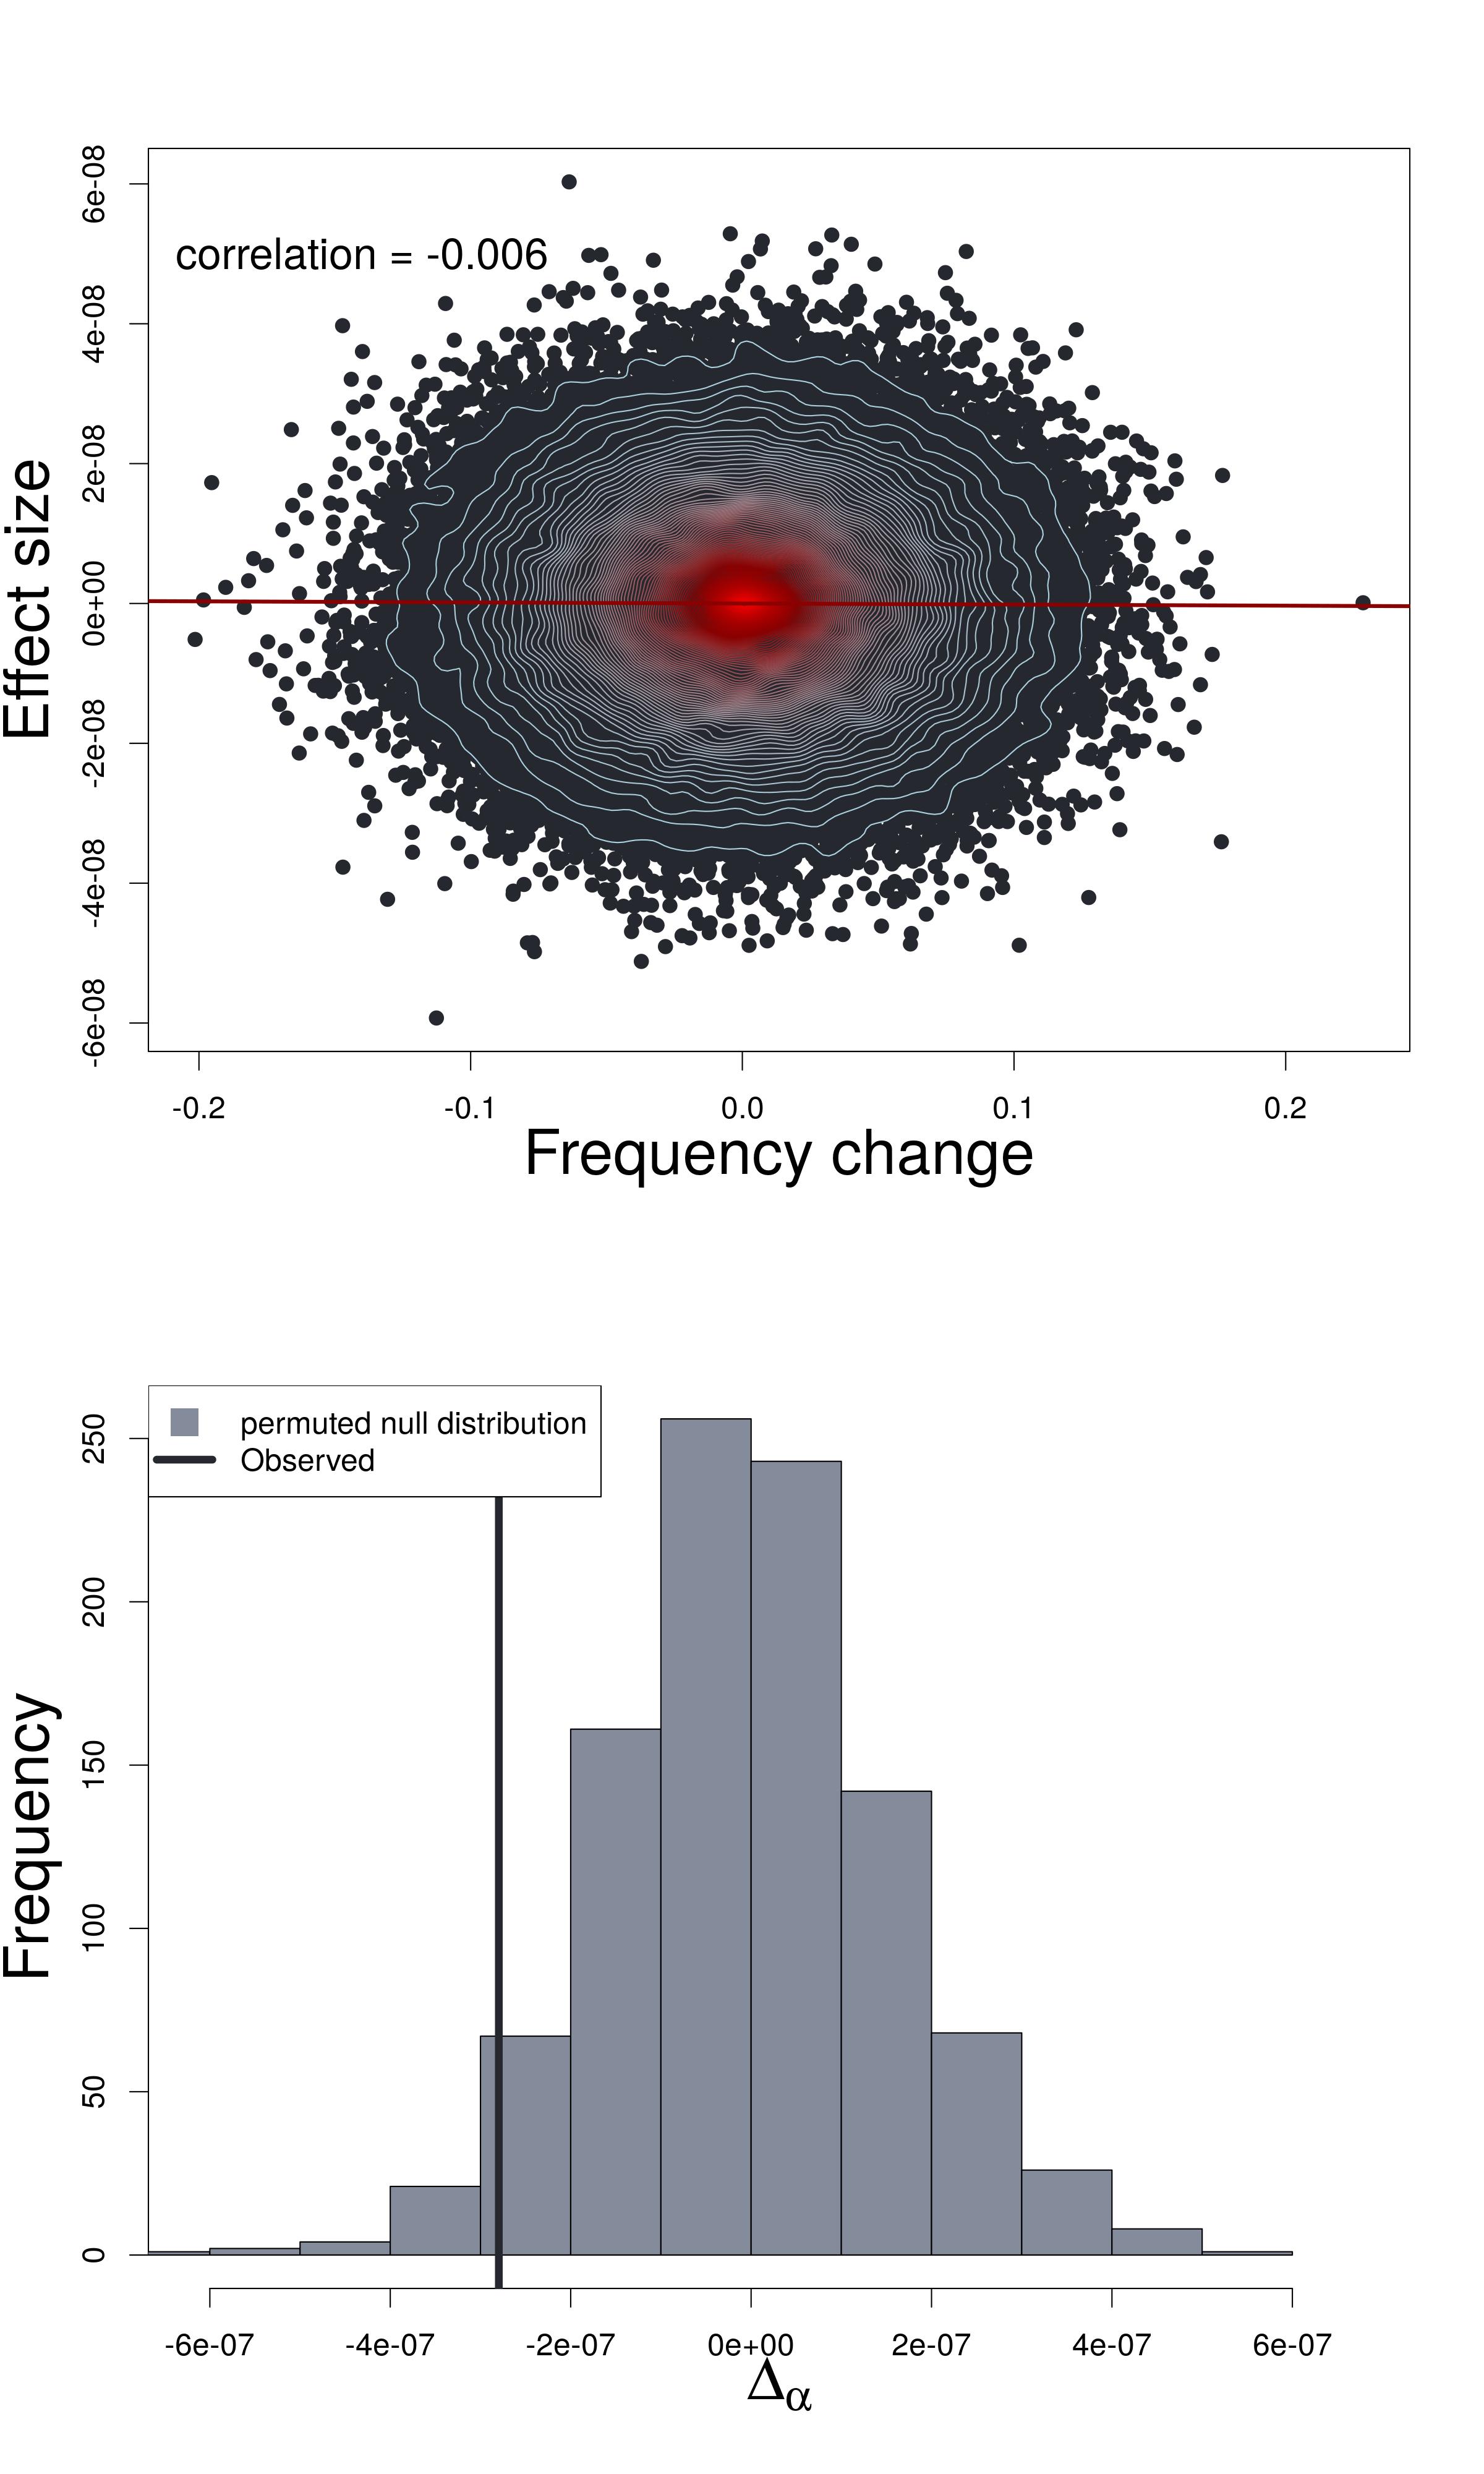 correlation = -0.006
Effect size
6e-08
4e-08
2e-08
0e+00
-2e-08
-4e-08
-6e-08
-0.2 -0.1 0.0 0.1 0.2
Frequency change
permuted null distribution
Observed
Frequency
250
200
150
100
50
0
-6e-07 -4e-07 -2e-07 0e+00 2e-07 4e-07 6e-07
Δα